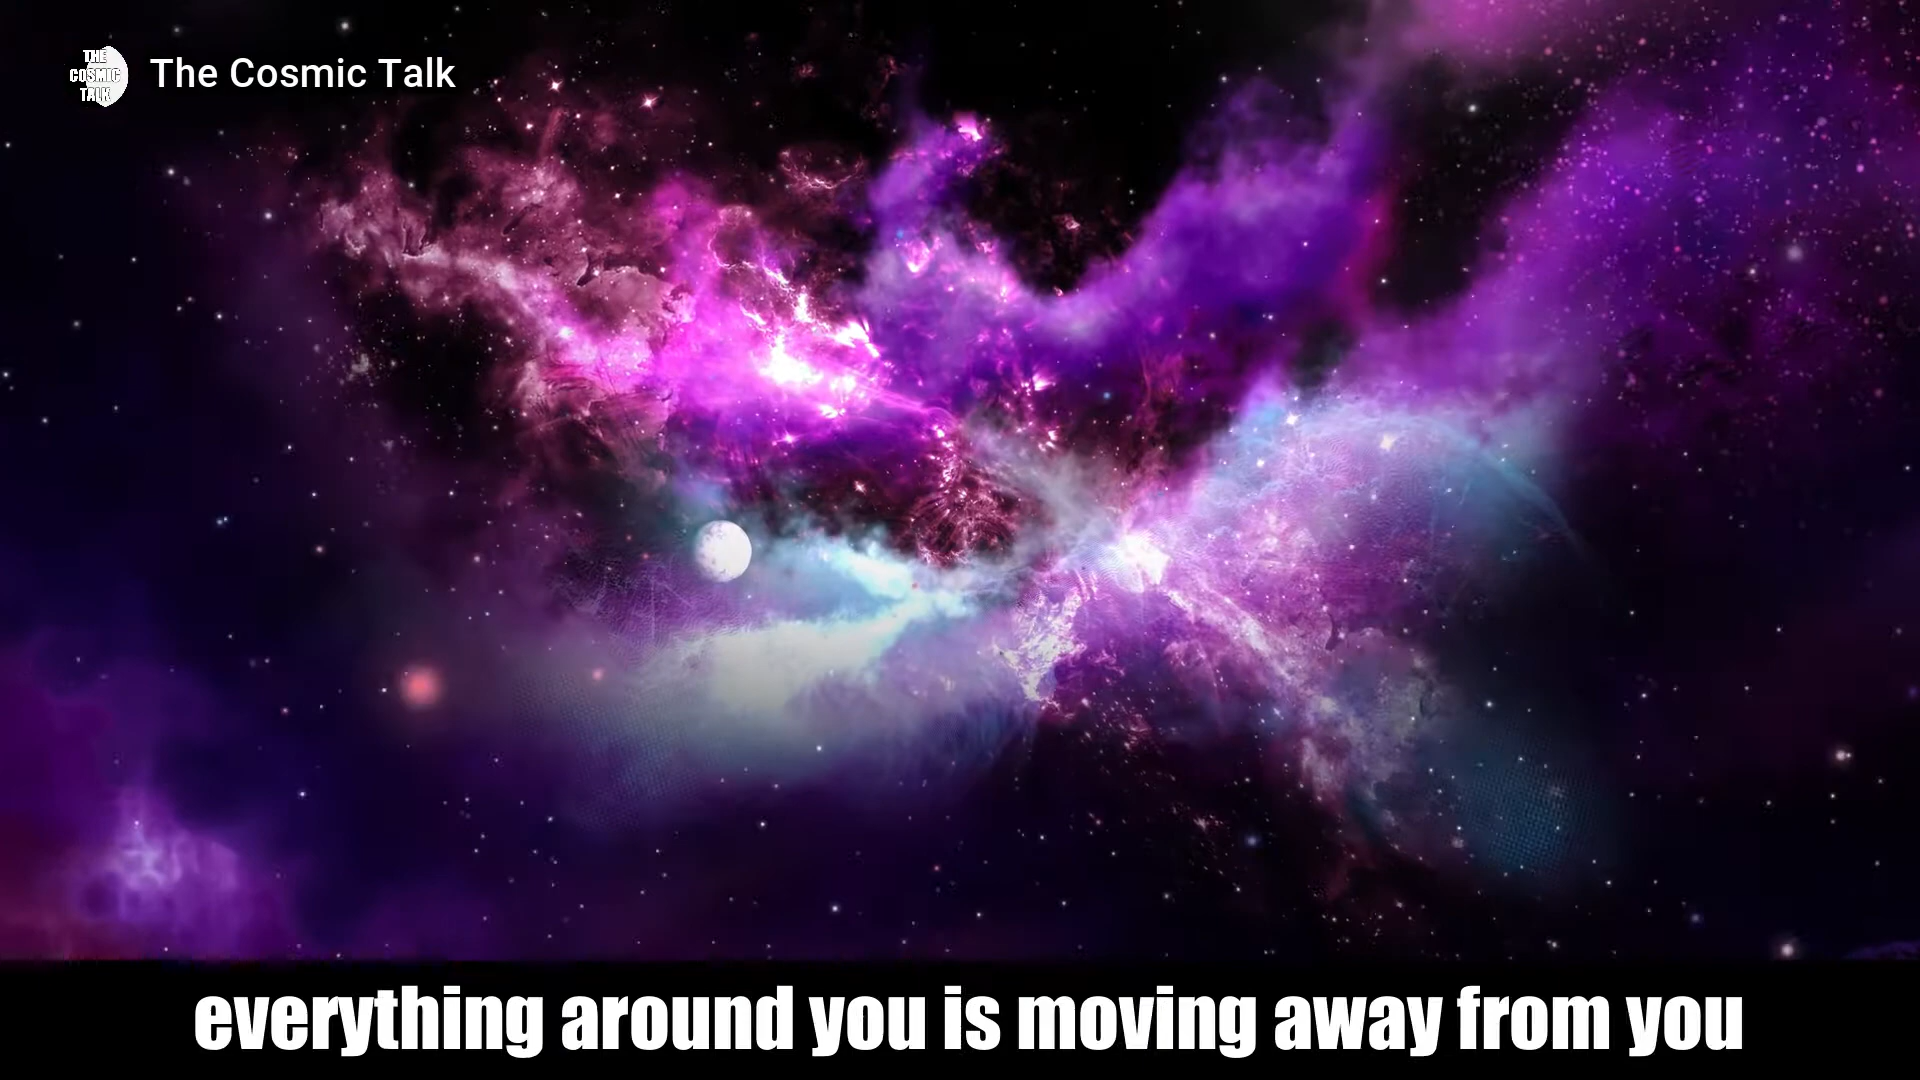 THE
COSMIC
TALK
The Cosmic Talk
everything around you is moving away from you